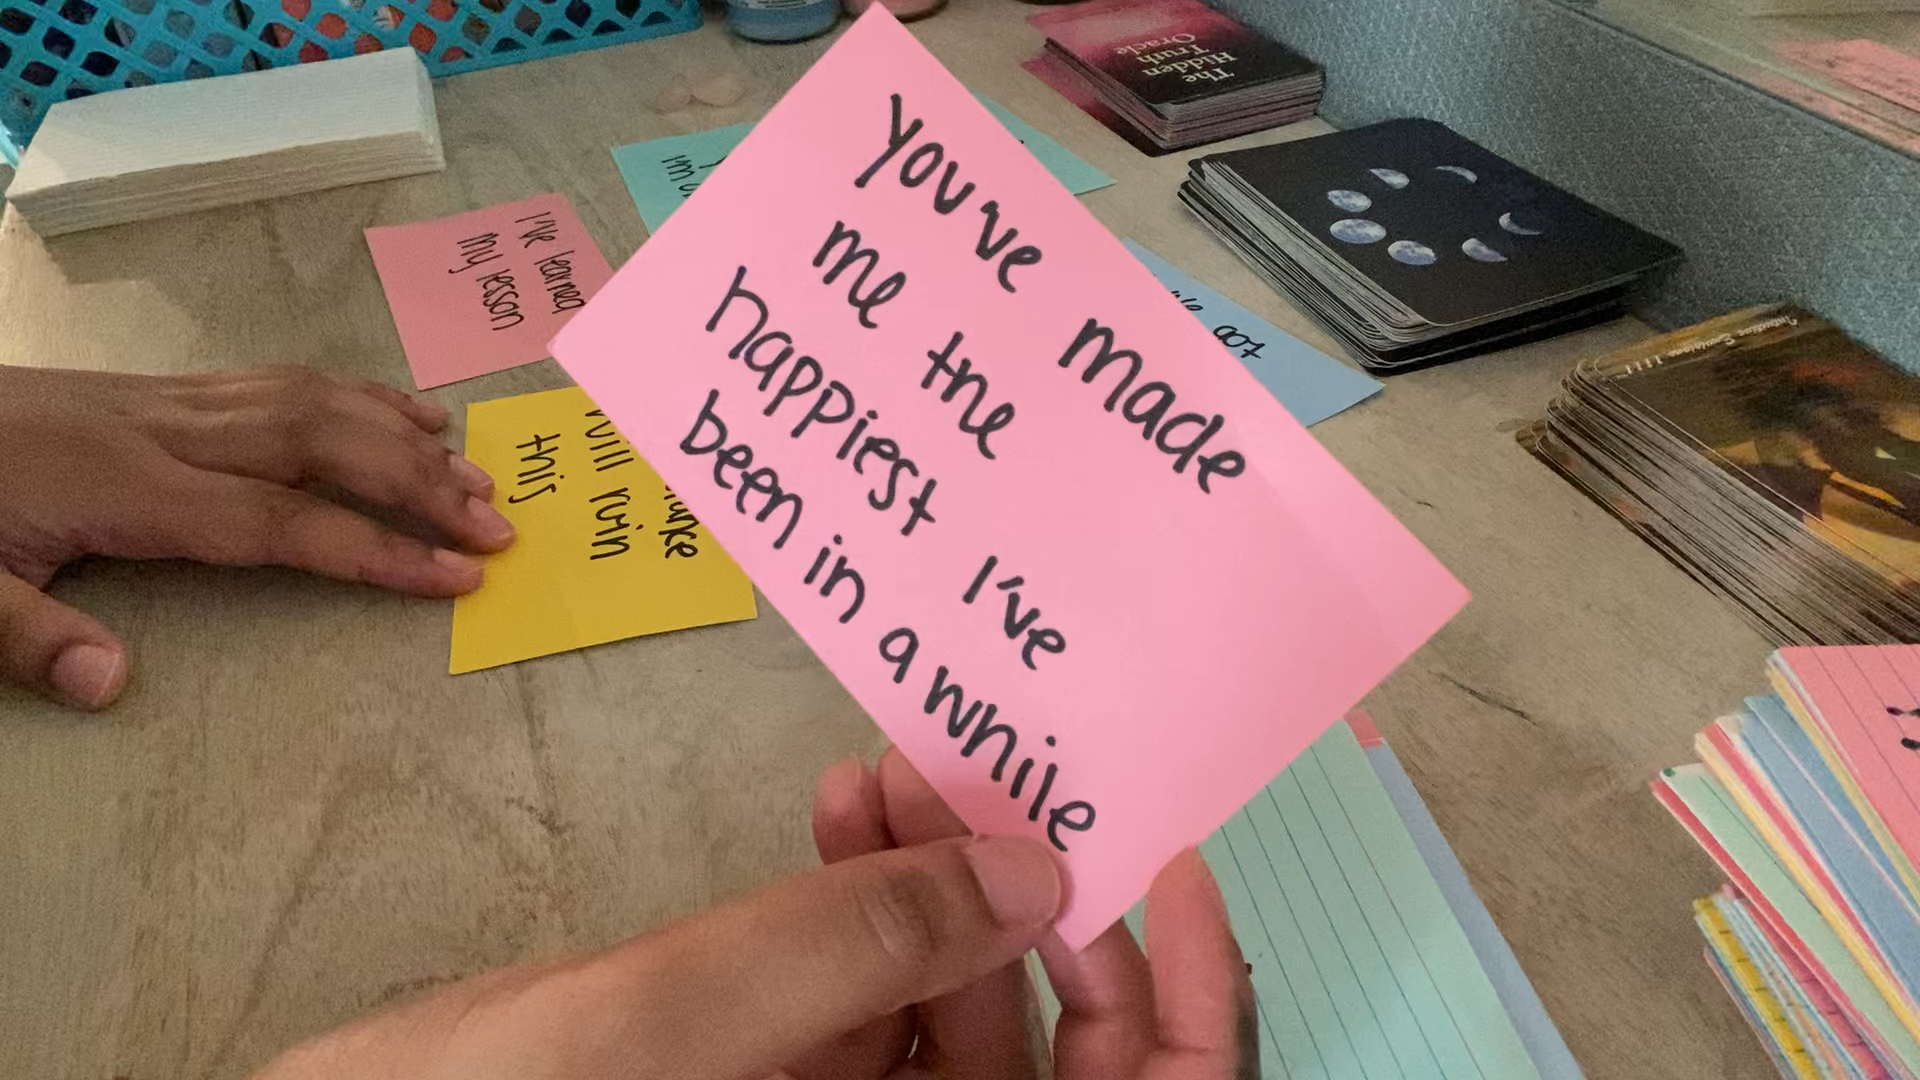 you've made
me the
happiest I've
been in a while
I've learned
my lesson
will ruin
this
I'm
too
The
Hidden
Truth
Oracle